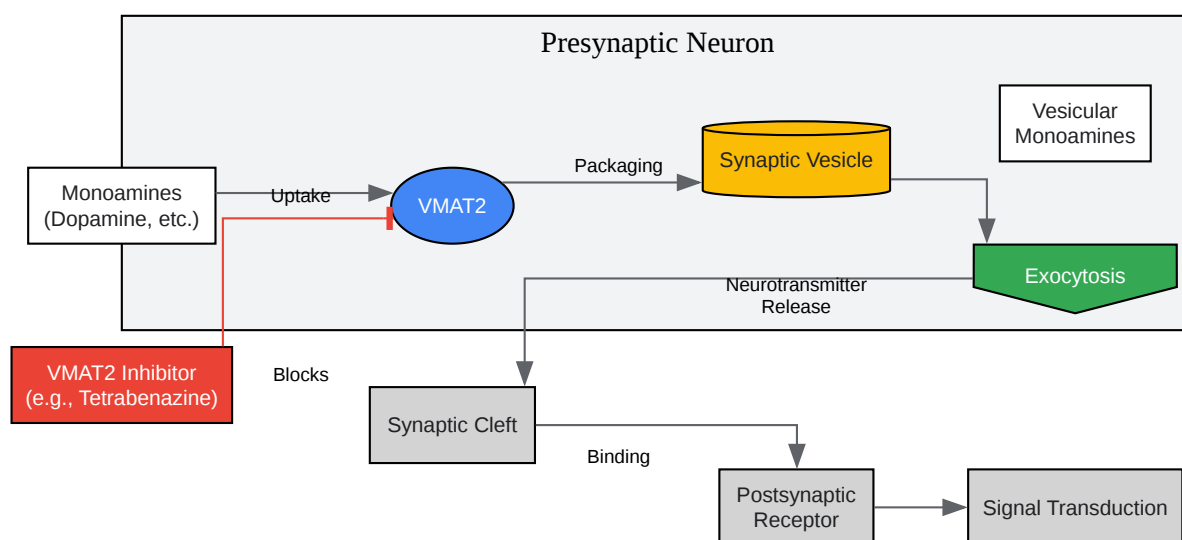 Presynaptic Neuron
Vesicular
Monoamines
Synaptic Vesicle
Packaging
Monoamines
(Dopamine, etc.)
Uptake
VMAT2
Exocytosis
Neurotransmitter
Release
VMAT2 Inhibitor
(e.g., Tetrabenazine)
Blocks
Synaptic Cleft
Binding
Postsynaptic
Receptor
Signal Transduction